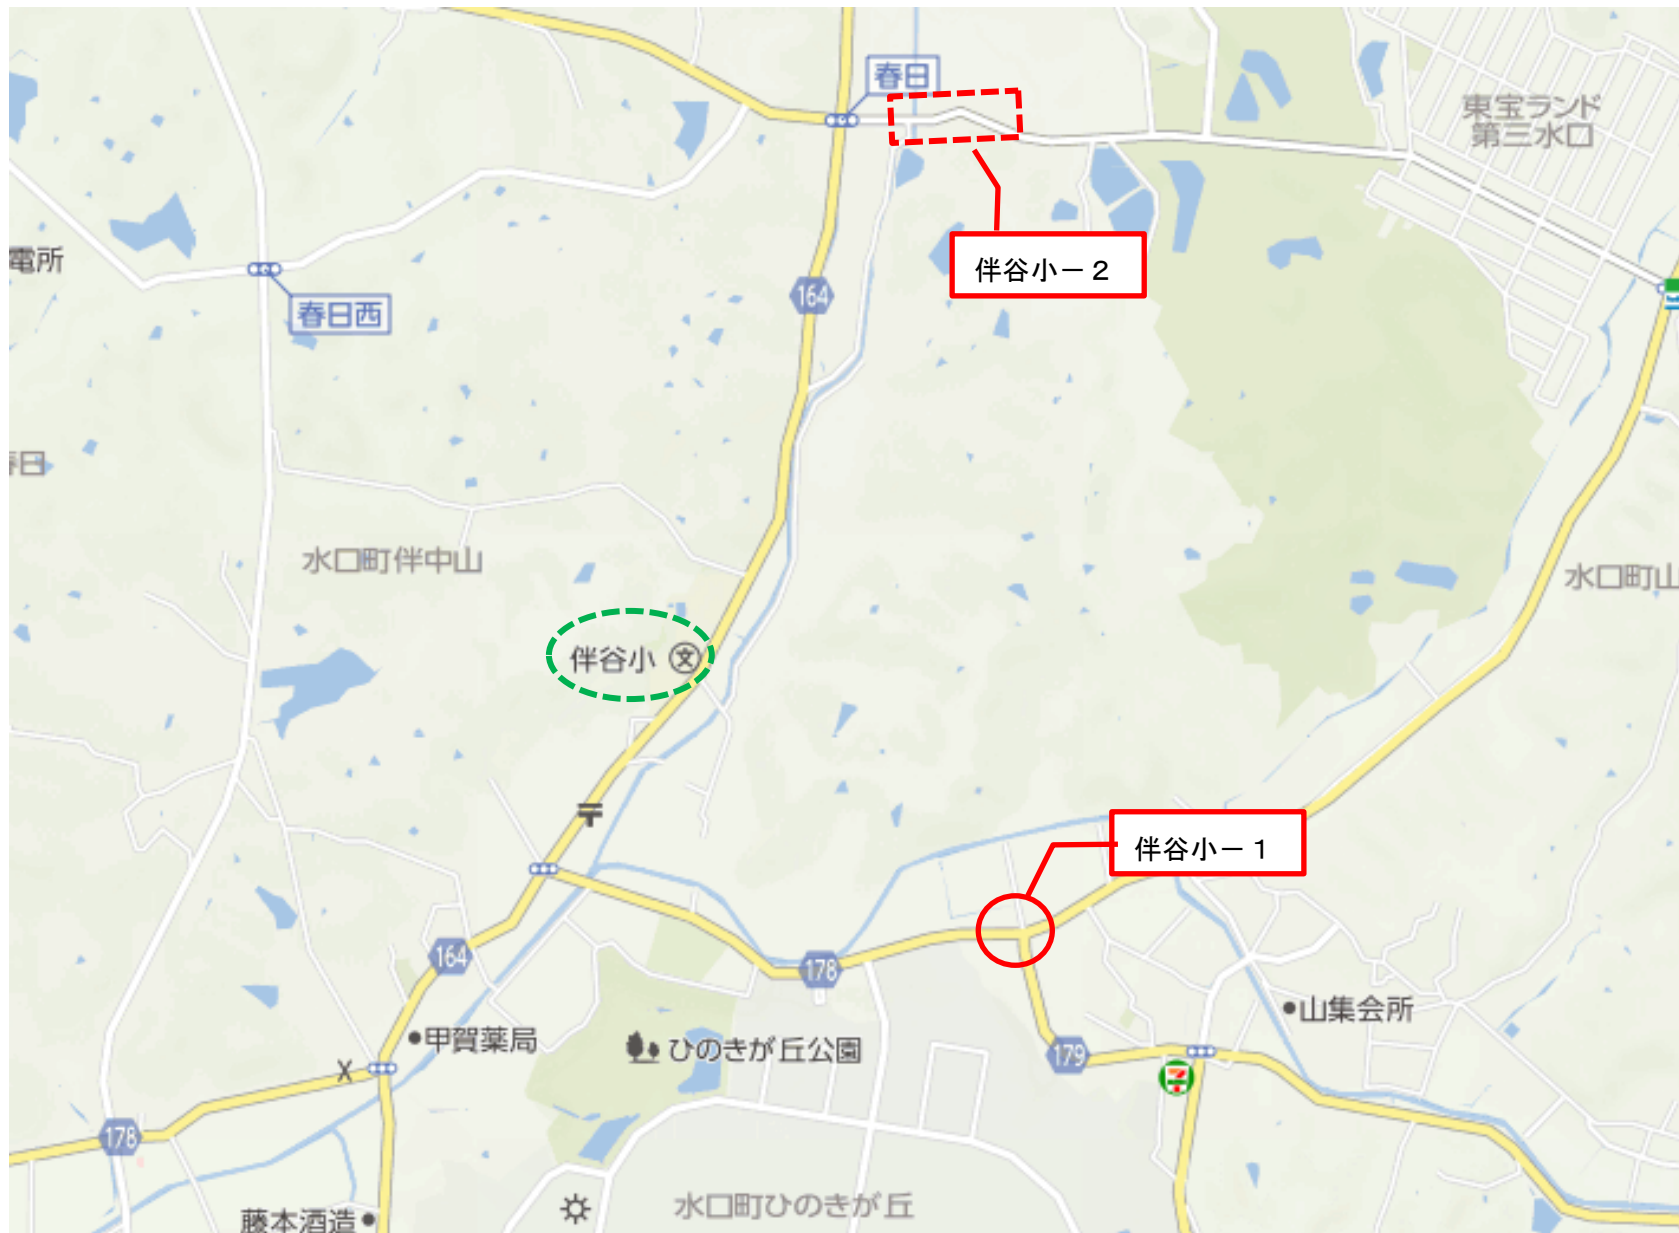 春日
東宝ランド
第三水口
電所
伴谷小－2
164
春日西
春日
水口町伴中山
水口町山
伴谷小
文
〒
伴谷小－1
164
178
山集会所
甲賀薬局
ひのきが丘公園
179
178
水口町ひのきが丘
藤本酒造